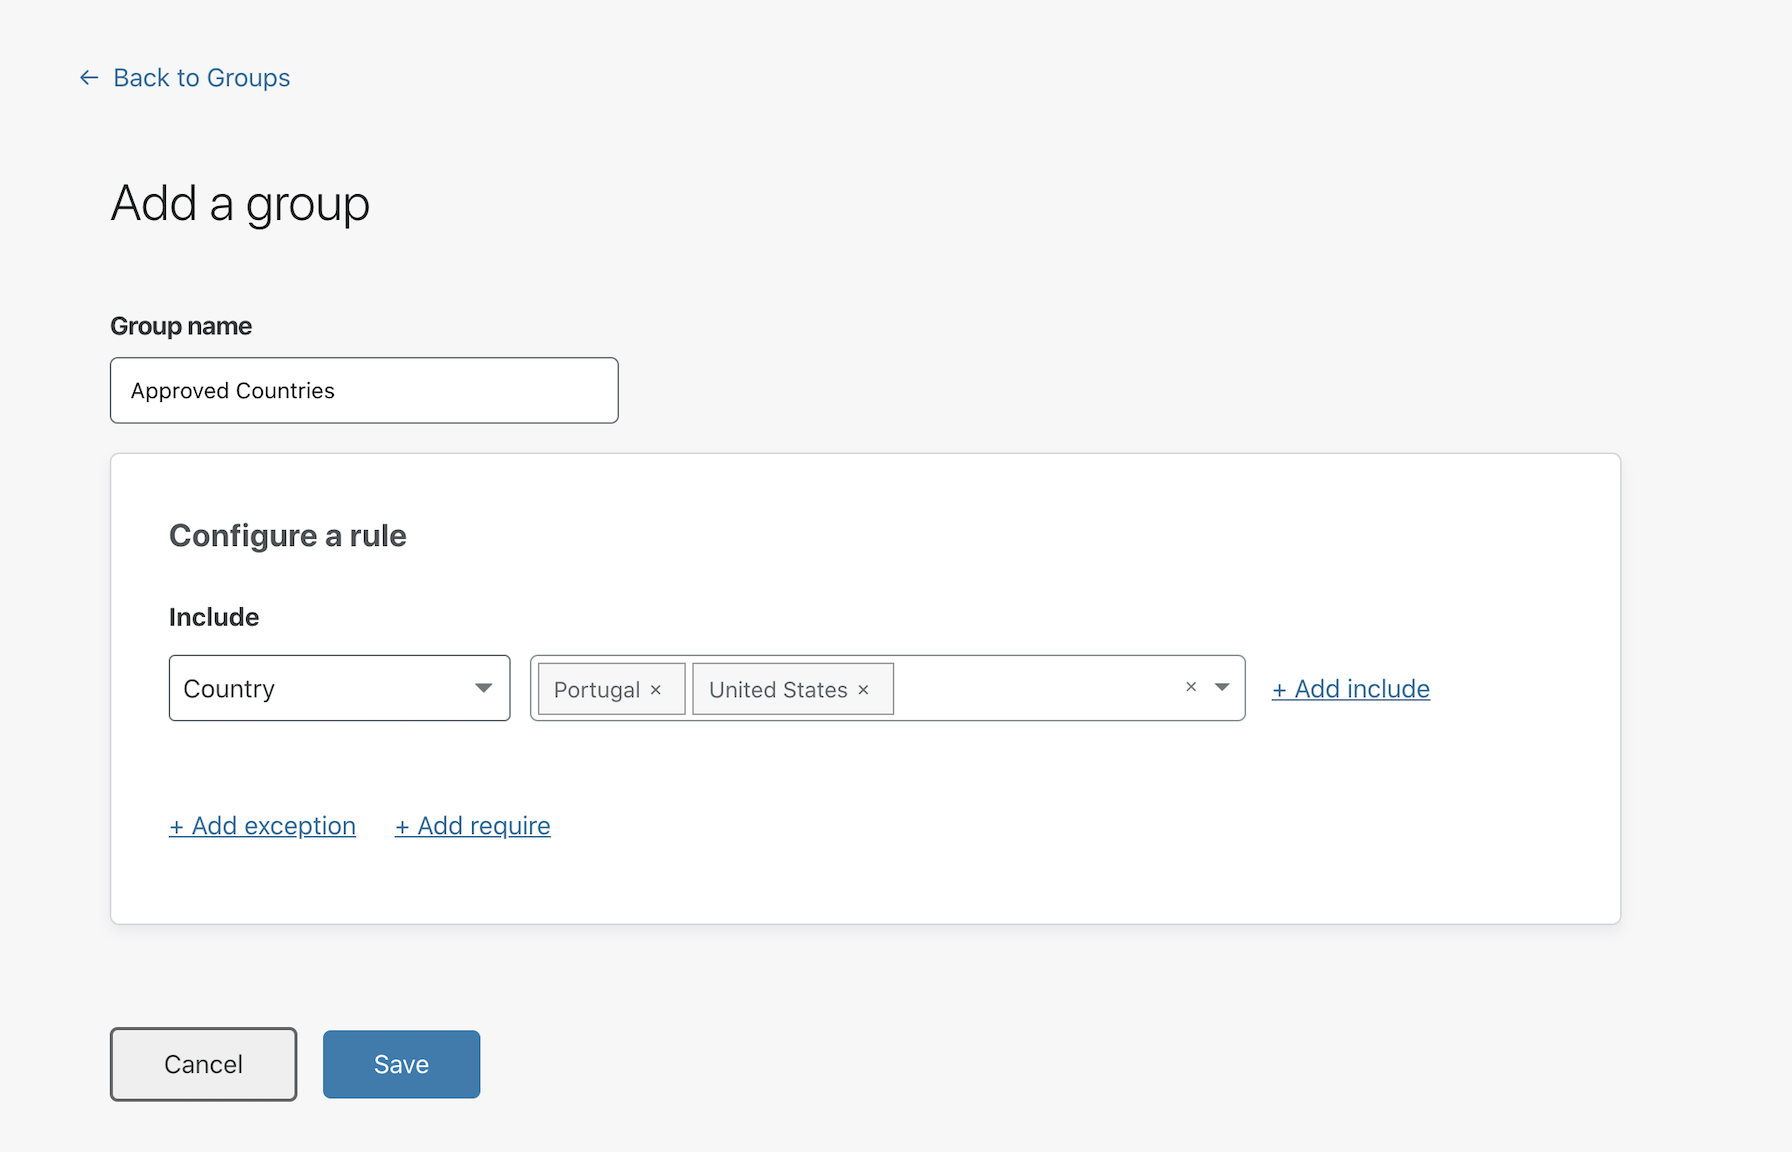 ← Back to Groups
Add a group
Group name
Approved Countries
Configure a rule
Include
Country Portugal × United States × × + Add include
+ Add exception + Add require
Cancel Save